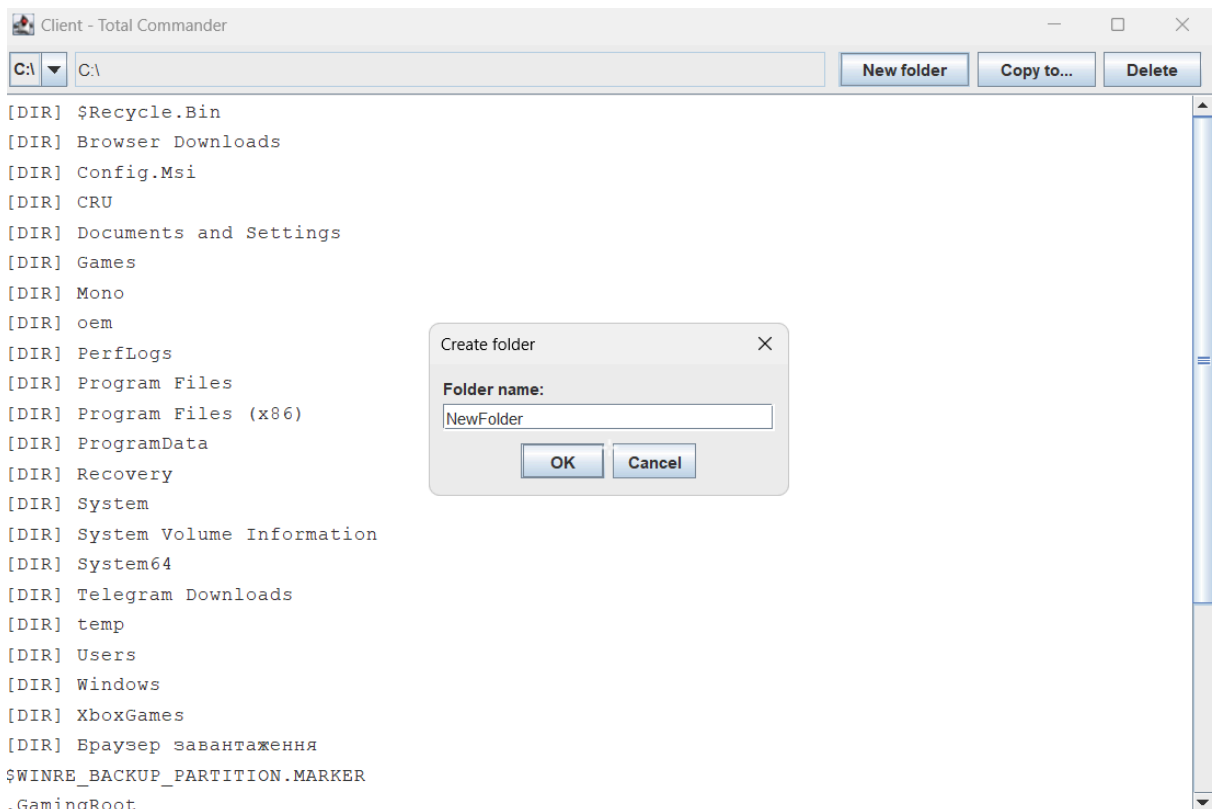 Client - Total Commander
C:\ C:\ New folder Copy to... Delete
[DIR] $Recycle.Bin
[DIR] Browser Downloads
[DIR] Config.Msi
[DIR] CRU
[DIR] Documents and Settings
[DIR] Games
[DIR] Mono
[DIR] oem
[DIR] PerfLogs
[DIR] Program Files
[DIR] Program Files (x86)
[DIR] ProgramData
[DIR] Recovery
[DIR] System
[DIR] System Volume Information
[DIR] System64
[DIR] Telegram Downloads
[DIR] temp
[DIR] Users
[DIR] Windows
[DIR] XboxGames
[DIR] Браузер завантаження
$WINRE_BACKUP_PARTITION.MARKER
.GamingRoot
Create folder
Folder name:
NewFolder
OK Cancel